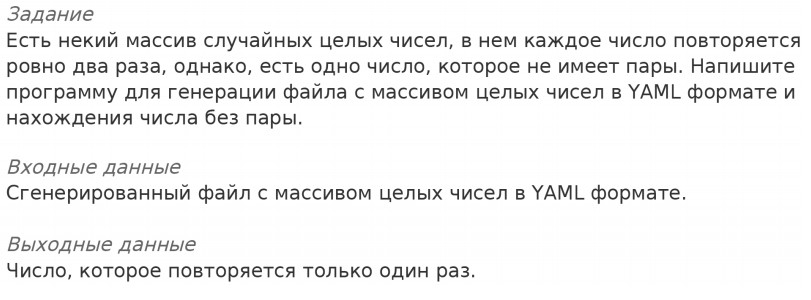 Задание
Есть некий массив случайных целых чисел, в нем каждое число повторяется
ровно два раза, однако, есть одно число, которое не имеет пары. Напишите
программу для генерации файла с массивом целых чисел в YAML формате и
нахождения числа без пары.
Входные данные
Сгенерированный файл с массивом целых чисел в YAML формате.
Выходные данные
Число, которое повторяется только один раз.